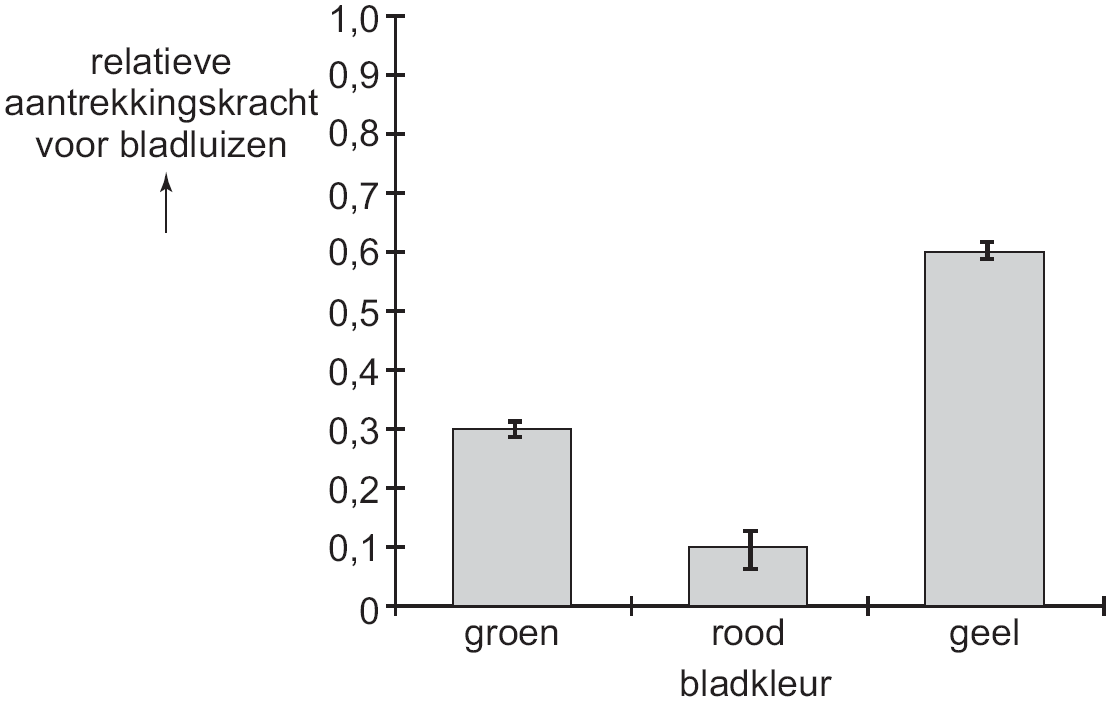 relatieve
aantrekkingskracht
voor bladluizen
1,0
0,9
0,8
0,7
0,6
0,5
0,4
0,3
0,2
0,1
0
groen rood geel
bladkleur